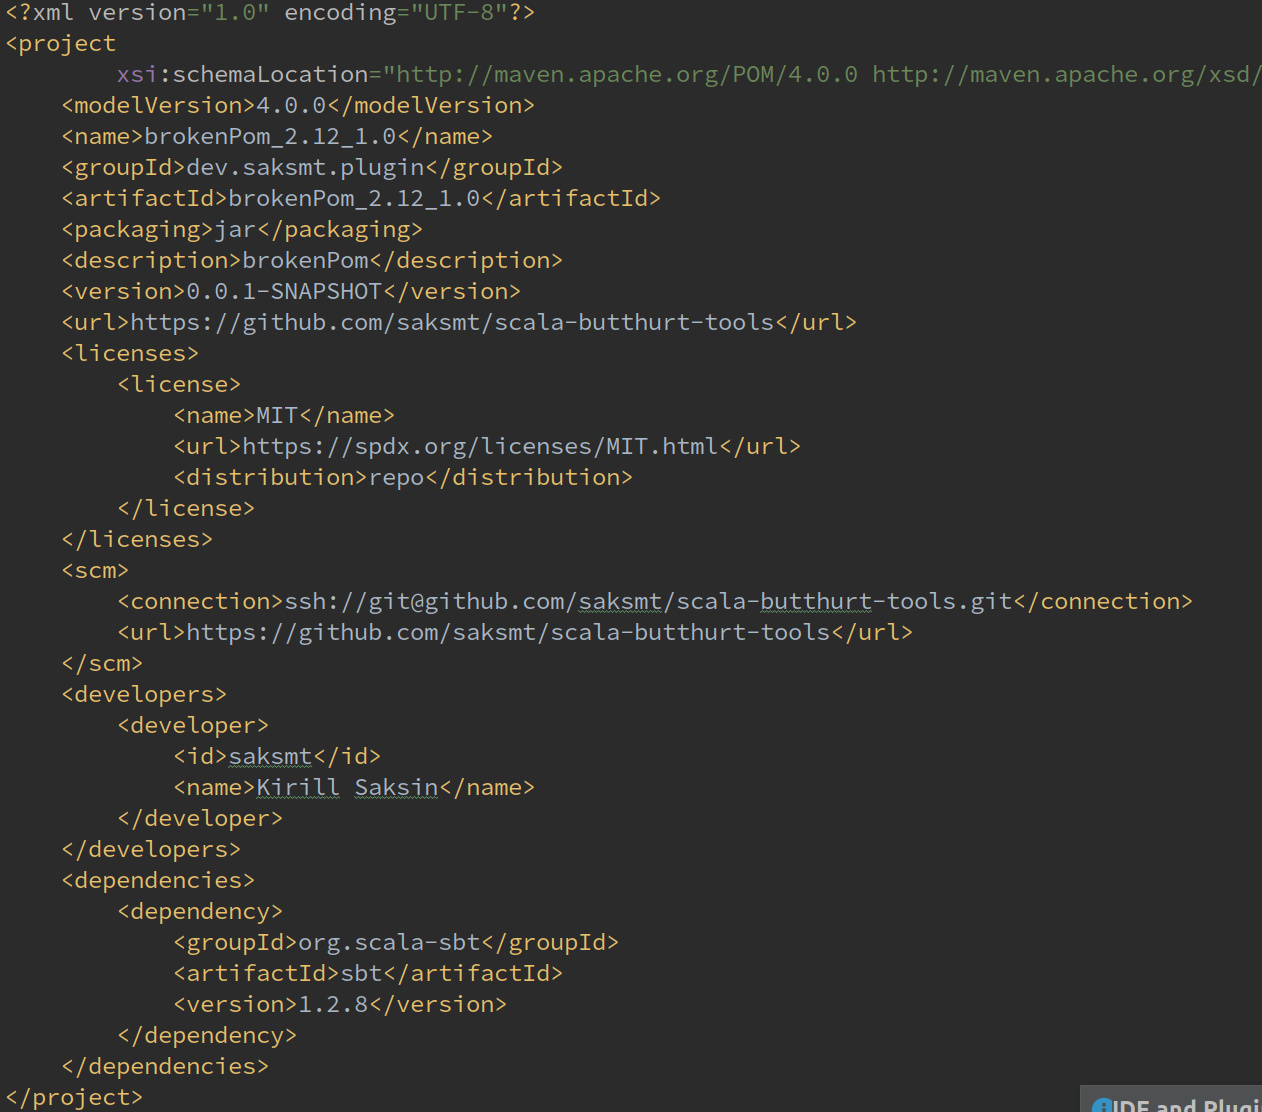 <?xml version="1.0" encoding="UTF-8"?>
<project
        xsi:schemaLocation="http://maven.apache.org/POM/4.0.0 http://maven.apache.org/xsd/
    <modelVersion>4.0.0</modelVersion>
    <name>brokenPom_2.12_1.0</name>
    <groupId>dev.saksmt.plugin</groupId>
    <artifactId>brokenPom_2.12_1.0</artifactId>
    <packaging>jar</packaging>
    <description>brokenPom</description>
    <version>0.0.1-SNAPSHOT</version>
    <url>https://github.com/saksmt/scala-butthurt-tools</url>
    <licenses>
        <license>
            <name>MIT</name>
            <url>https://spdx.org/licenses/MIT.html</url>
            <distribution>repo</distribution>
        </license>
    </licenses>
    <scm>
        <connection>ssh://git@github.com/saksmt/scala-butthurt-tools.git</connection>
        <url>https://github.com/saksmt/scala-butthurt-tools</url>
    </scm>
    <developers>
        <developer>
            <id>saksmt</id>
            <name>Kirill Saksin</name>
        </developer>
    </developers>
    <dependencies>
        <dependency>
            <groupId>org.scala-sbt</groupId>
            <artifactId>sbt</artifactId>
            <version>1.2.8</version>
        </dependency>
    </dependencies>
</project>
IDE and Plugi